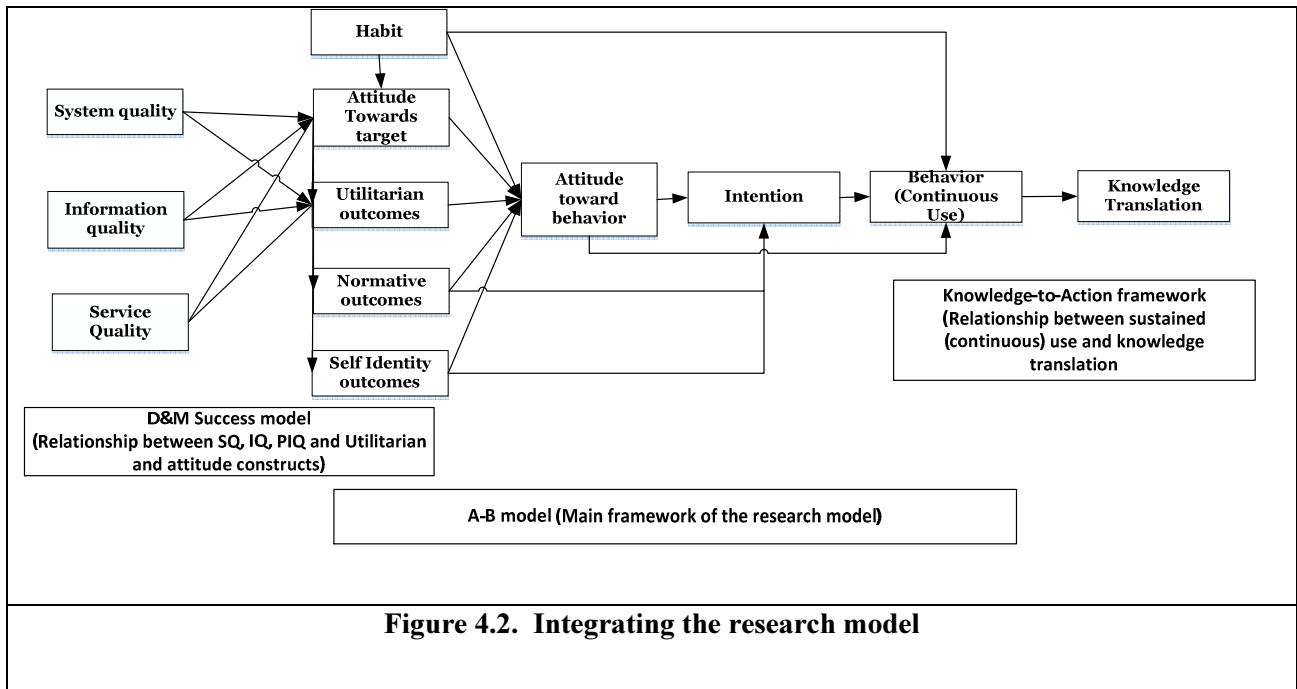 Habit
System quality
Attitude
Towards
target
Information
quality
Utilitarian
outcomes
Attitude
toward
behavior
Intention
Behavior
(Continuous
Use)
Knowledge
Translation
Service
Quality
Normative
outcomes
Self Identity
outcomes
Knowledge-to-Action framework
(Relationship between sustained
(continuous) use and knowledge
translation
D&M Success model
(Relationship between SQ, IQ, PIQ and Utilitarian
and attitude constructs)
A-B model (Main framework of the research model)
Figure 4.2. Integrating the research model